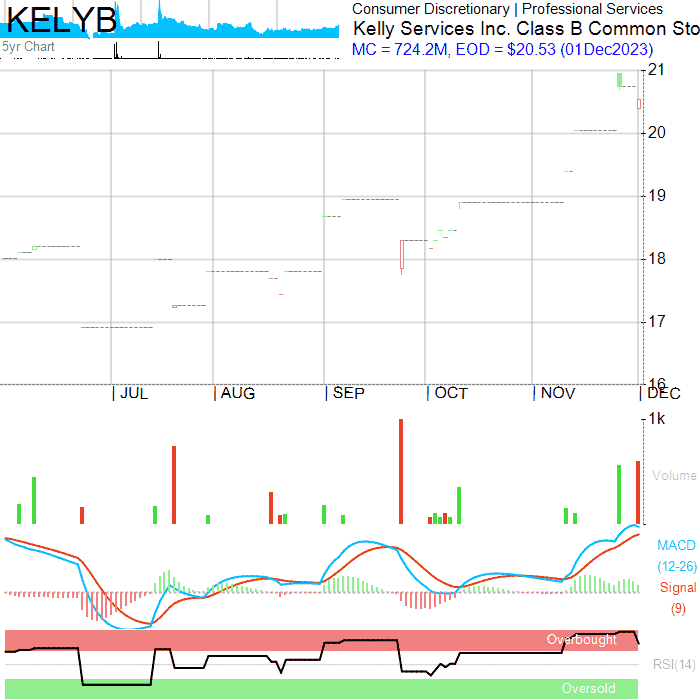 KELYB
5yr Chart
Consumer Discretionary | Professional Services
Kelly Services Inc. Class B Common Sto
MC = 724.2M, EOD = $20.53 (01Dec2023)
21
20
19
18
17
16
| JUL | AUG | SEP | OCT | NOV | DEC
1k
Volume
MACD
(12-26)
Signal
(9)
Overbought
RSI(14)
Oversold